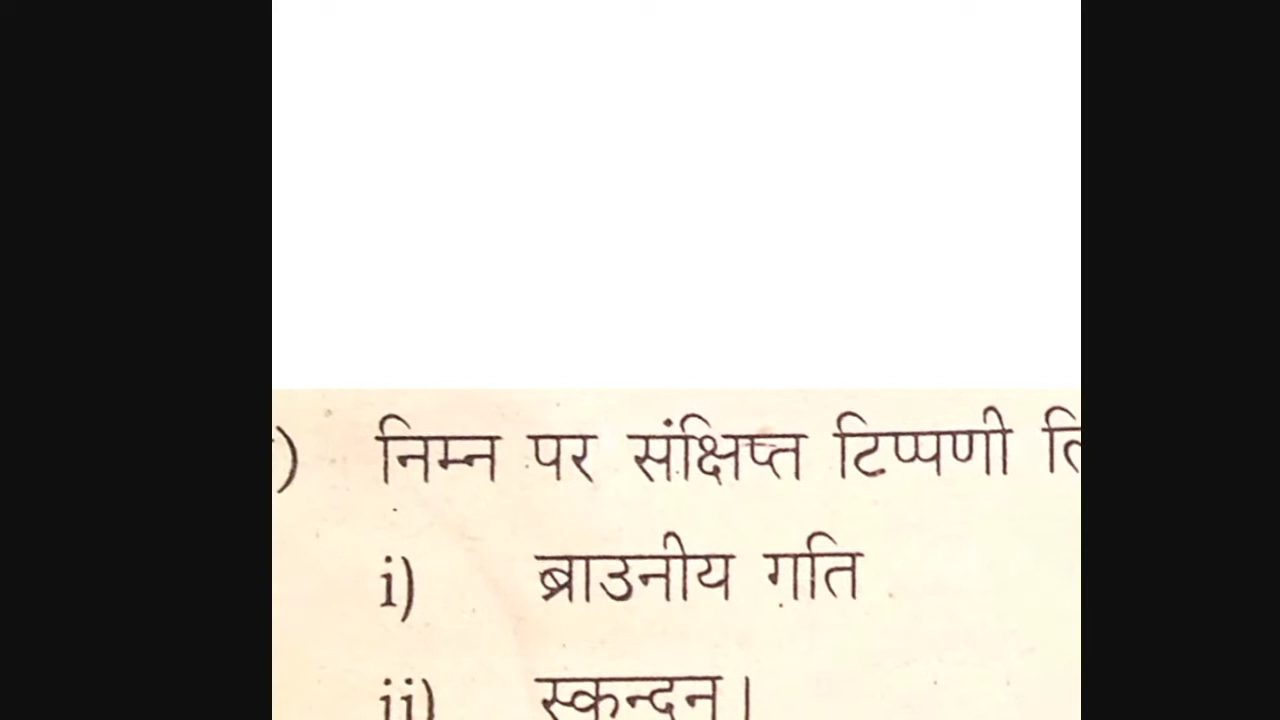 ) निम्न पर संक्षिप्त टिप्पणी
i) ब्राउनीय गति
ii) स्कन्दन।